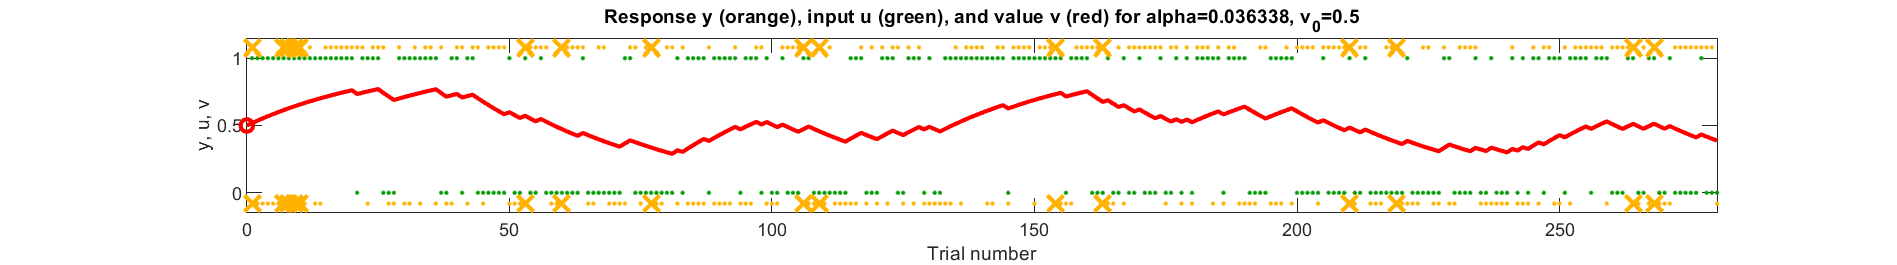 Response y (orange), input u (green), and value v (red) for alpha=0.036338, v0=0.5
y, u, v
1
0.5
0
0 50 100 150 200 250
Trial number